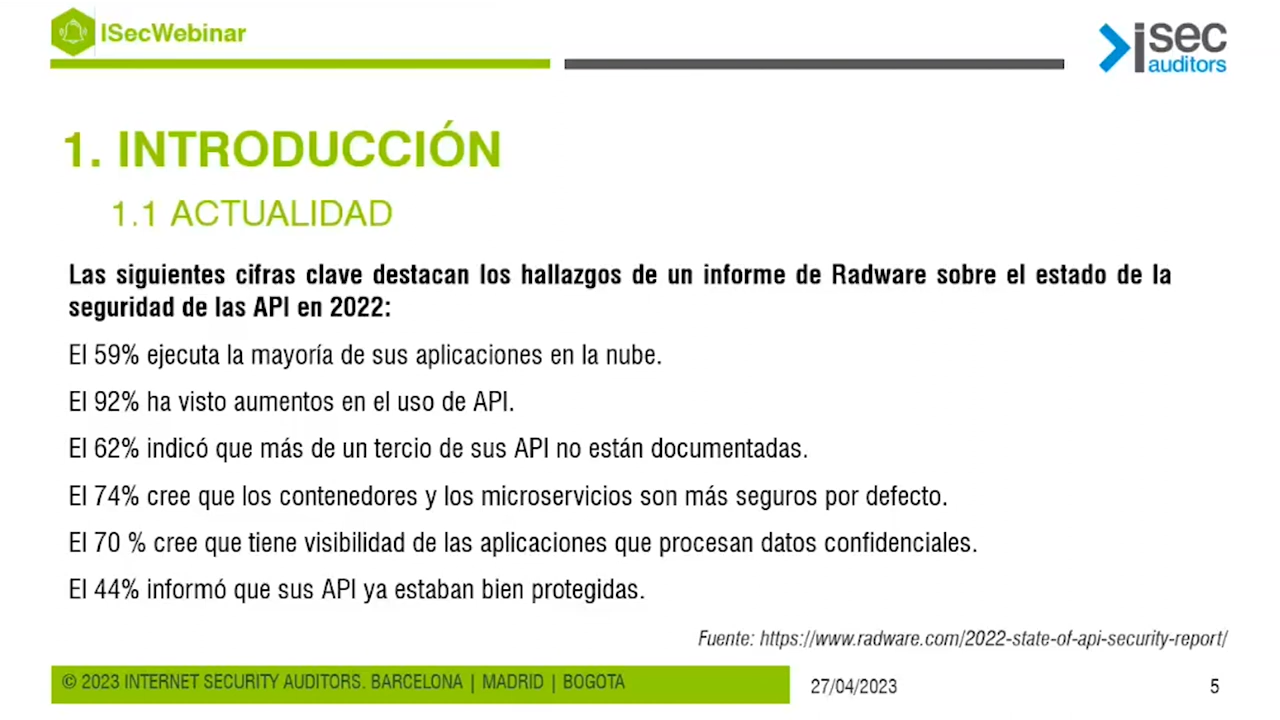 ISecWebinar
isec
auditors
1. INTRODUCCIÓN
1.1 ACTUALIDAD
Las siguientes cifras clave destacan los hallazgos de un informe de Radware sobre el estado de la
seguridad de las API en 2022:
El 59% ejecuta la mayoría de sus aplicaciones en la nube.
El 92% ha visto aumentos en el uso de API.
El 62% indicó que más de un tercio de sus API no están documentadas.
El 74% cree que los contenedores y los microservicios son más seguros por defecto.
El 70 % cree que tiene visibilidad de las aplicaciones que procesan datos confidenciales.
El 44% informó que sus API ya estaban bien protegidas.
Fuente: https://www.radware.com/2022-state-of-api-security-report/
© 2023 INTERNET SECURITY AUDITORS. BARCELONA | MADRID | BOGOTA
27/04/2023
5